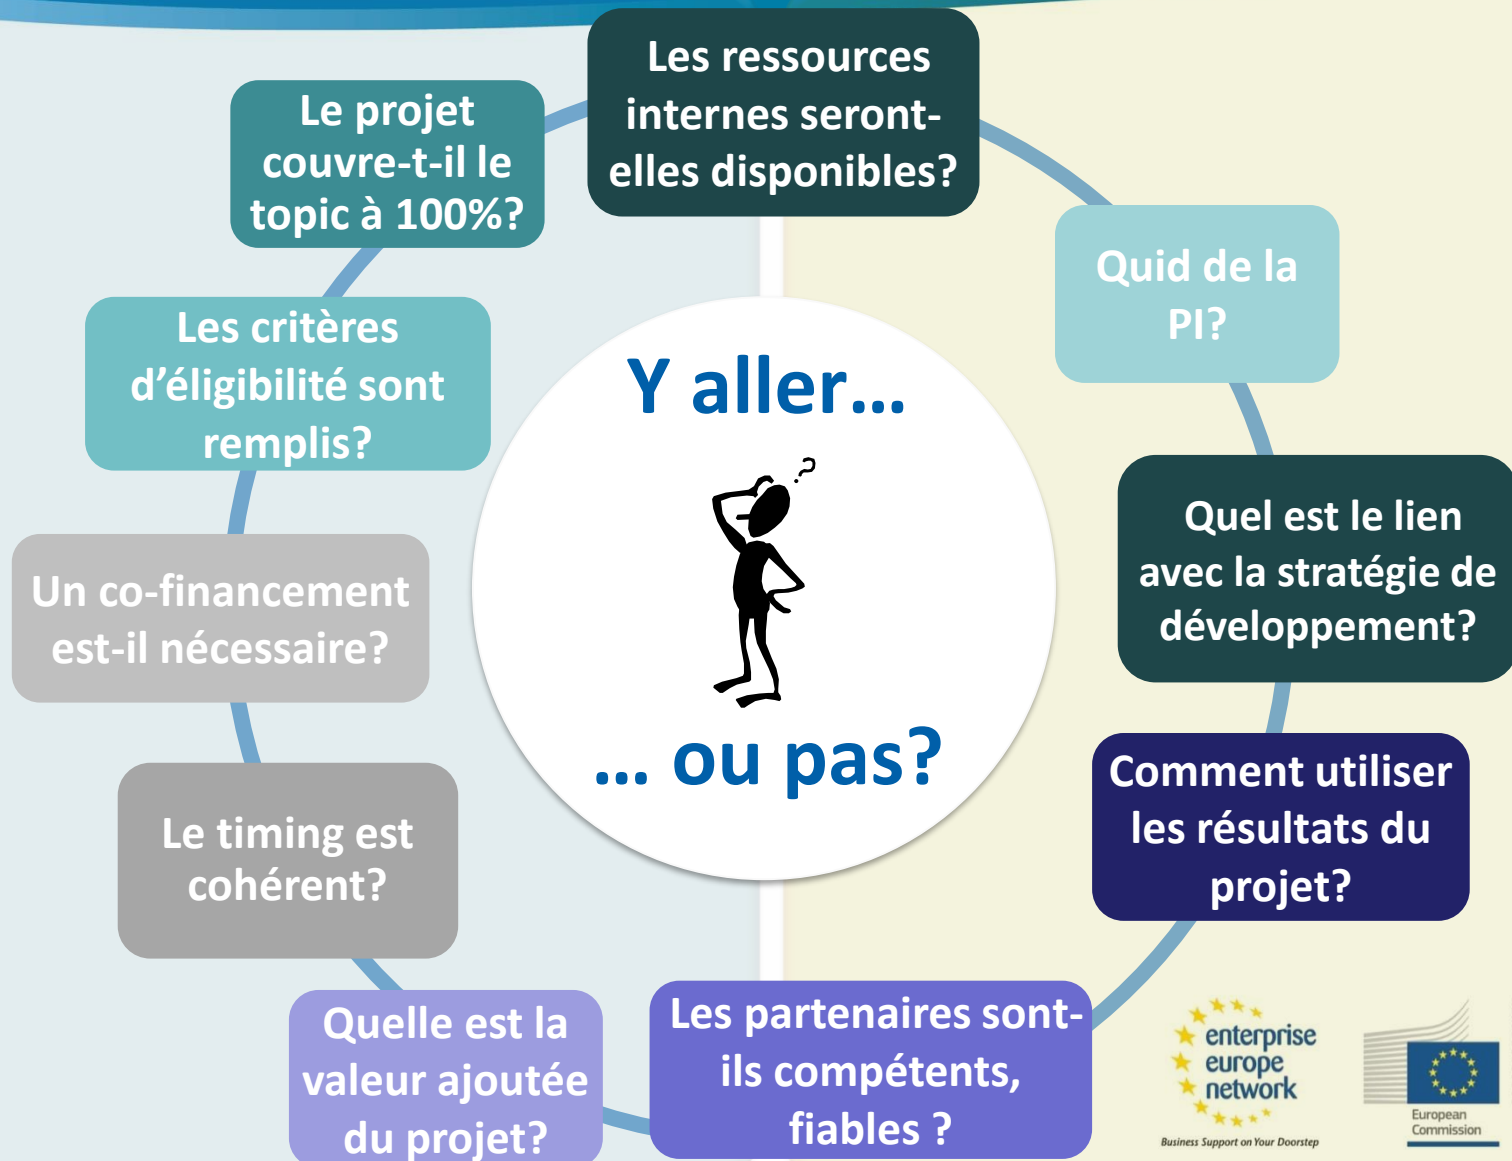 Les ressources
internes seront-
elles disponibles?
Le projet
couvre-t-il le
topic à 100%?
Quid de la
PI?
Les critères
d'éligibilité sont
remplis?
Y aller...
?
Quel est le lien
avec la stratégie de
développement?
Un co-financement
est-il nécessaire?
... ou pas?
Comment utiliser
les résultats du
projet?
Le timing est
cohérent?
Quelle est la
valeur ajoutée
du projet?
Les partenaires sont-
ils compétents,
fiables ?
enterprise
europe
network
Business Support on Your Doorstep
European
Commission